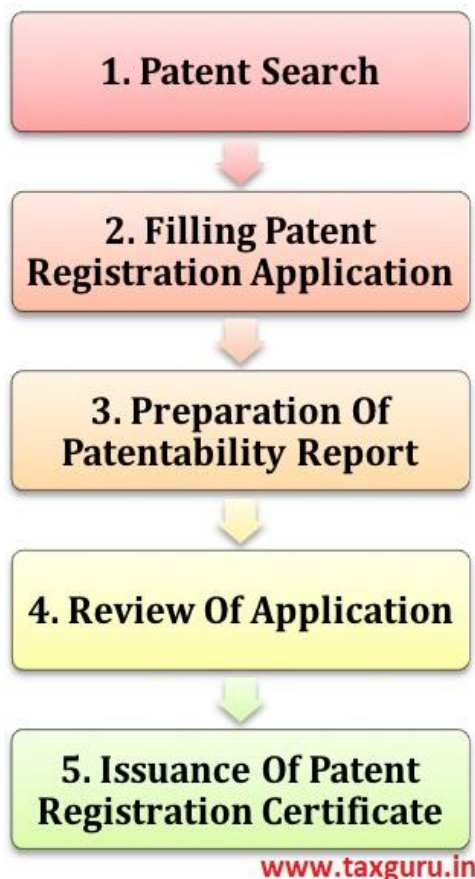 1. Patent Search
2. Filling Patent
Registration Application
3. Preparation Of
Patentability Report
4. Review Of Application
5. Issuance Of Patent
Registration Certificate
www.taxguru.in